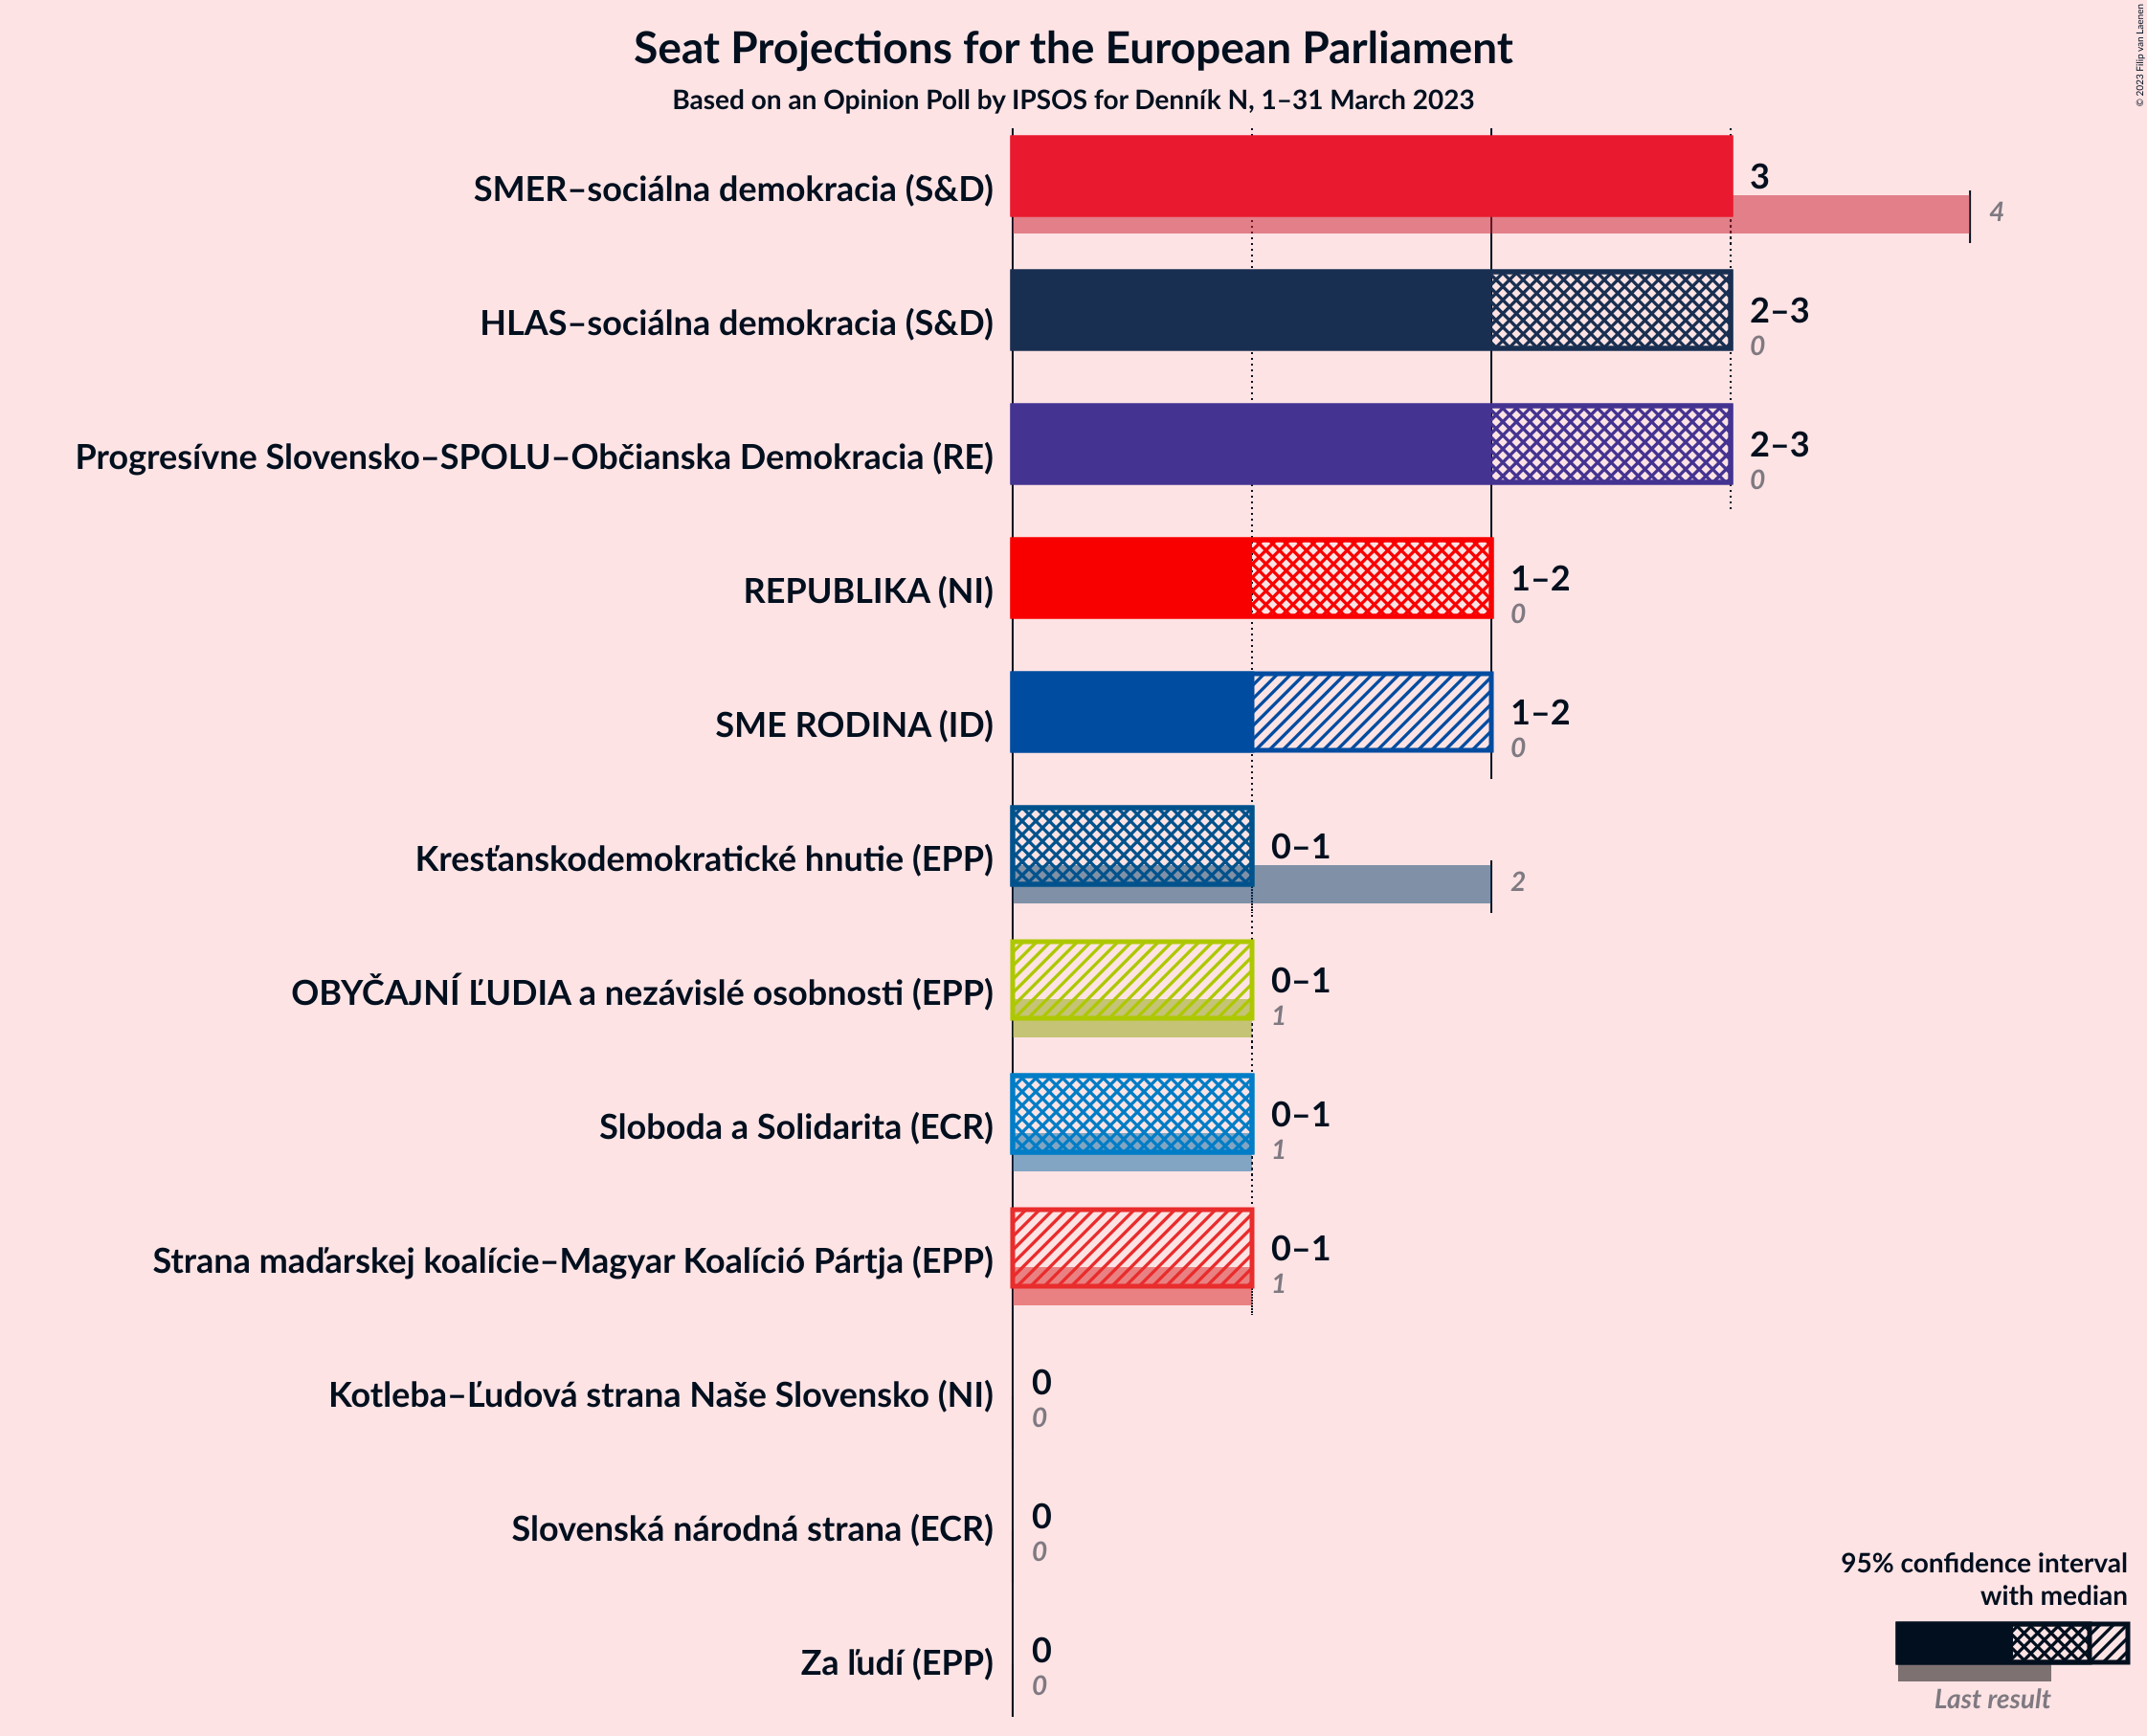 Seat Projections for the European Parliament
Based on an Opinion Poll by IPSOS for Denník N, 1–31 March 2023
© 2023 Filip van Laenen
SMER–sociálna demokracia (S&D)
3
4
HLAS–sociálna demokracia (S&D)
2–3
0
Progresívne Slovensko–SPOLU–Občianska Demokracia (RE)
2–3
0
REPUBLIKA (NI)
1–2
0
SME RODINA (ID)
1–2
0
Kresťanskodemokratické hnutie (EPP)
0–1
2
OBYČAJNÍ ĽUDIA a nezávislé osobnosti (EPP)
0–1
1
Sloboda a Solidarita (ECR)
0–1
1
Strana maďarskej koalície–Magyar Koalíció Pártja (EPP)
0–1
1
Kotleba–Ľudová strana Naše Slovensko (NI)
0
0
Slovenská národná strana (ECR)
0
0
Za ľudí (EPP)
0
0
95% confidence interval
with median
Last result